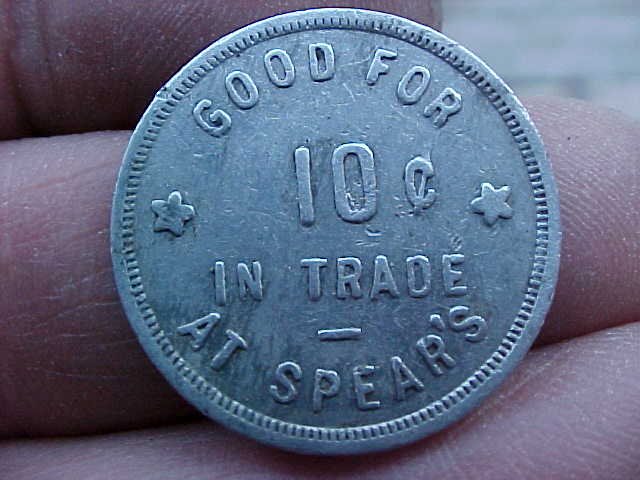 GOOD FOR
10¢
IN TRADE
AT SPEAR'S